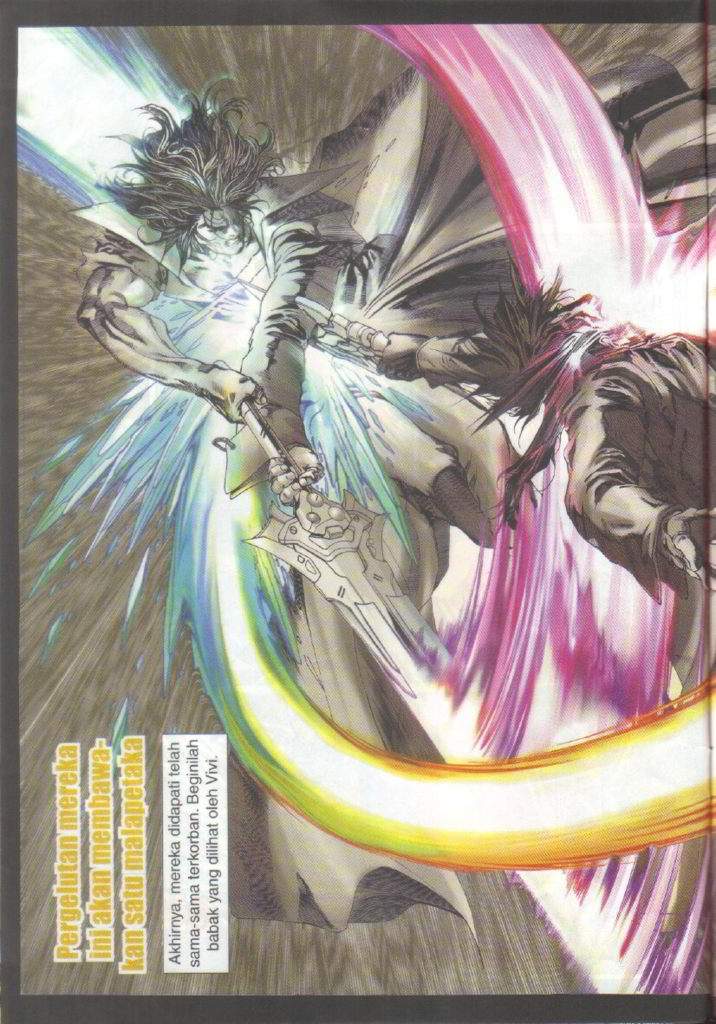 Pergelutan mereka
ini akan membawa-
kan satu malapetaka
Akhirnya, mereka didapati telah
sama-sama terkorban. Beginilah
babak yang dilihat oleh Vivi.